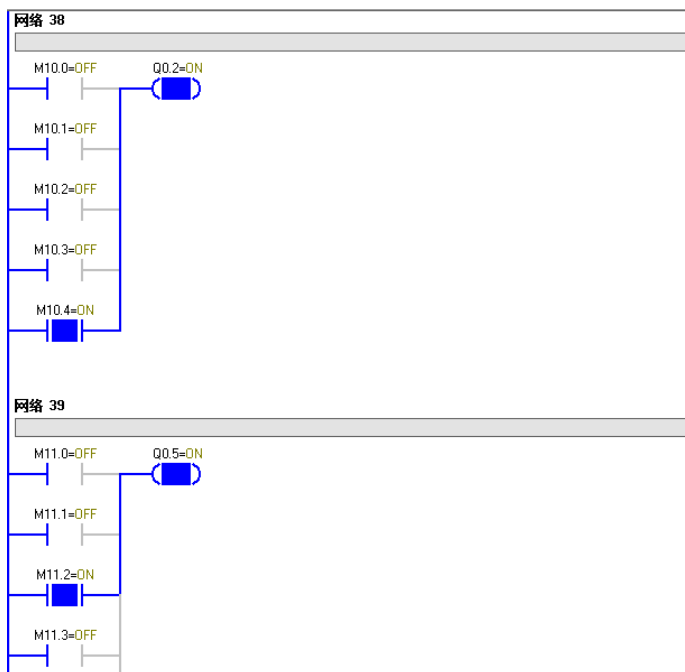 网络 38
M10.0=OFF Q0.2=ON
M10.1=OFF
M10.2=OFF
M10.3=OFF
M10.4=ON
网络 39
M11.0=OFF Q0.5=ON
M11.1=OFF
M11.2=ON
M11.3=OFF